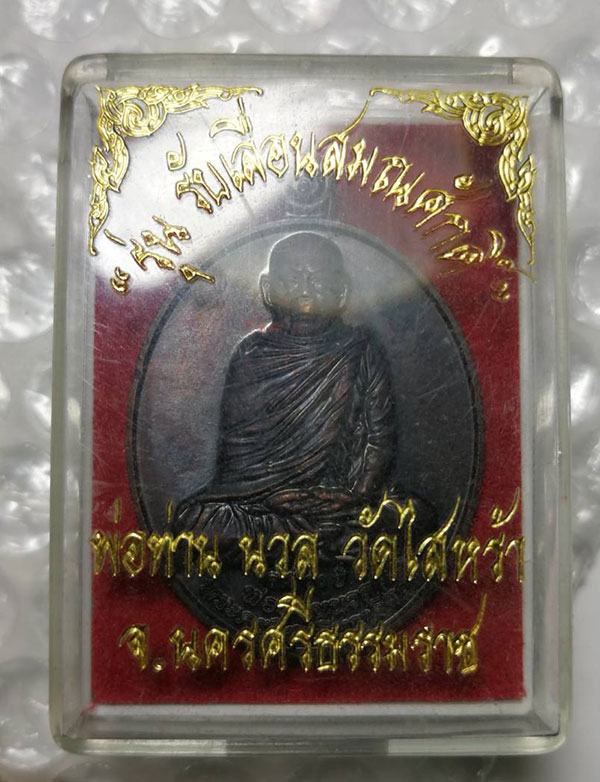 "รุ่น รับเลื่อนสมณศักดิ์"
พ่อท่าน นวล วัดไสหร้า
จ.นครศรีธรรมราช